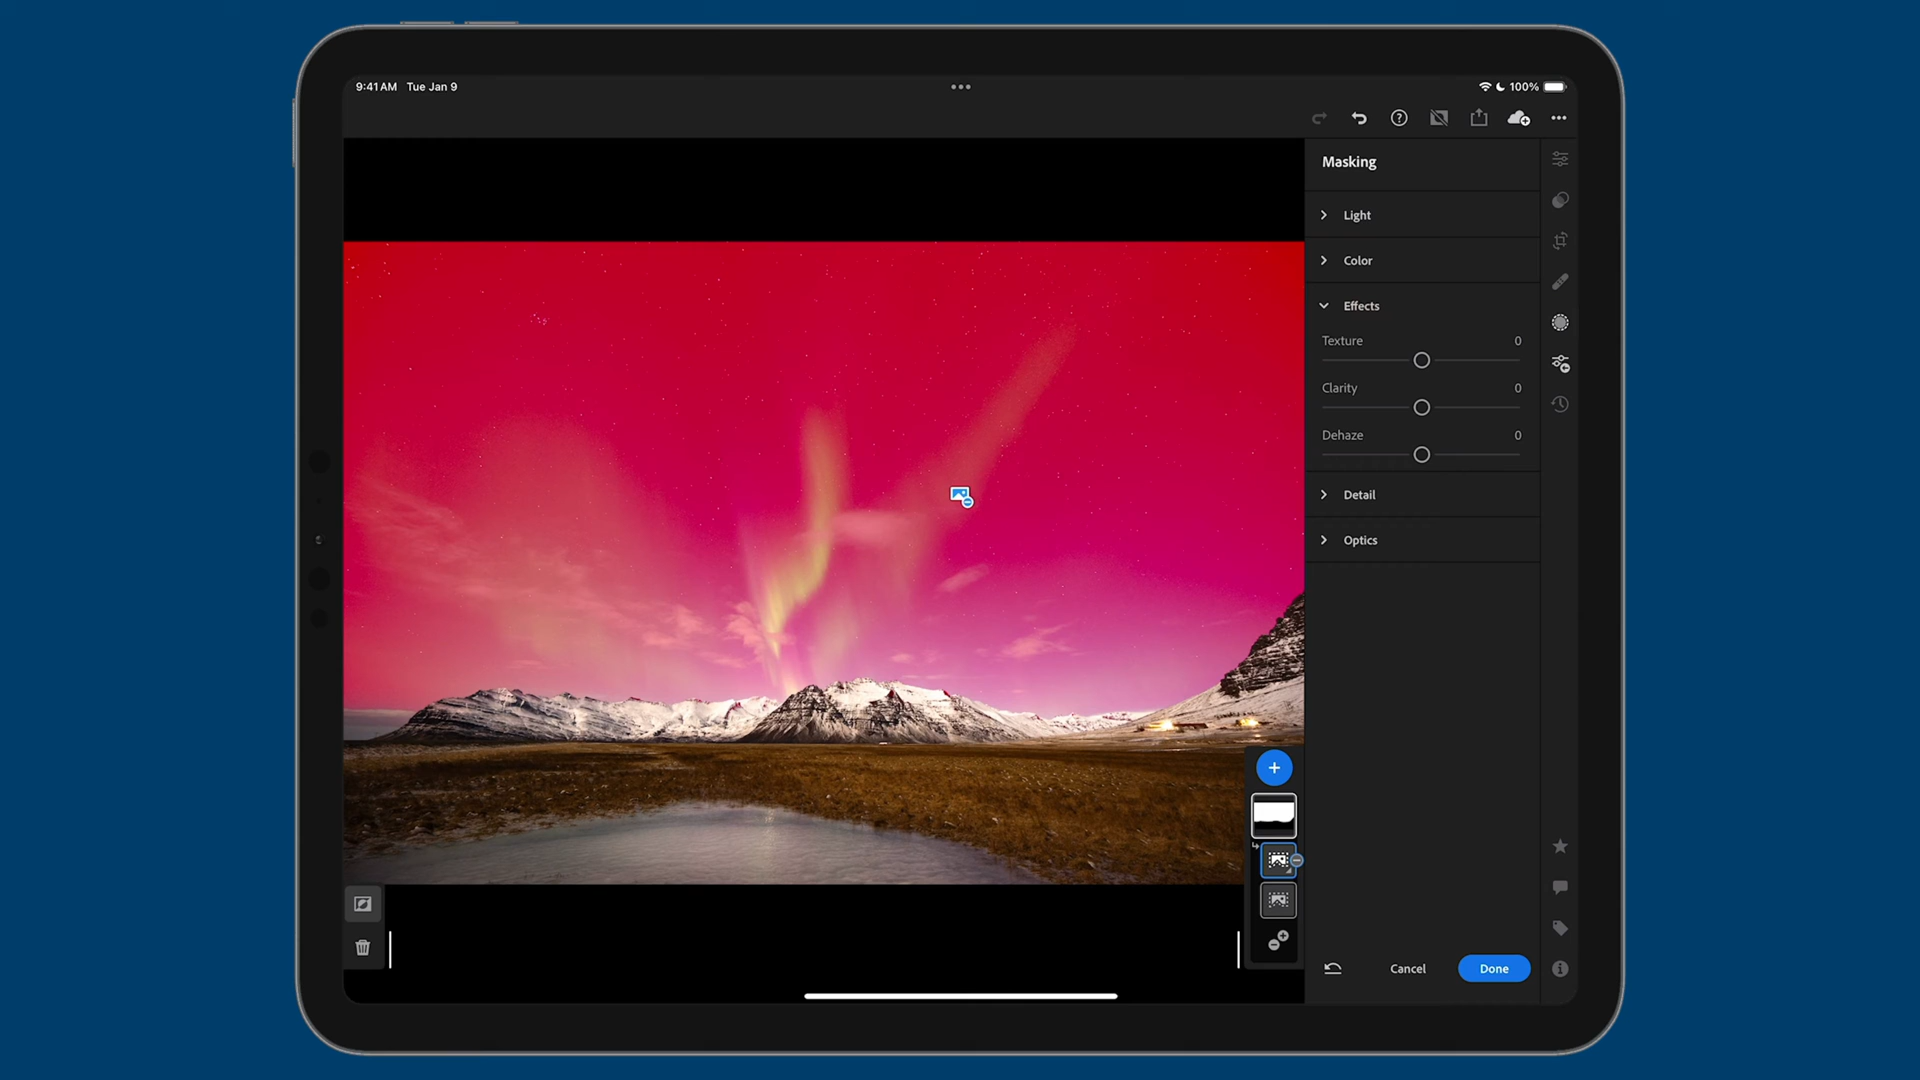 9:41 AM Tue Jan 9
100%
Masking
Light
Color
Effects
Texture 0
Clarity 0
Dehaze 0
Detail
Optics
Cancel
Done